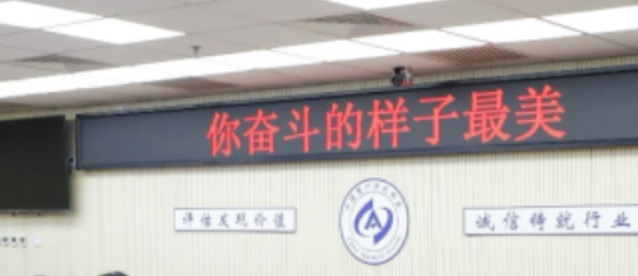 你奋斗的样子最美
评估发现价值
诚信铸就行业